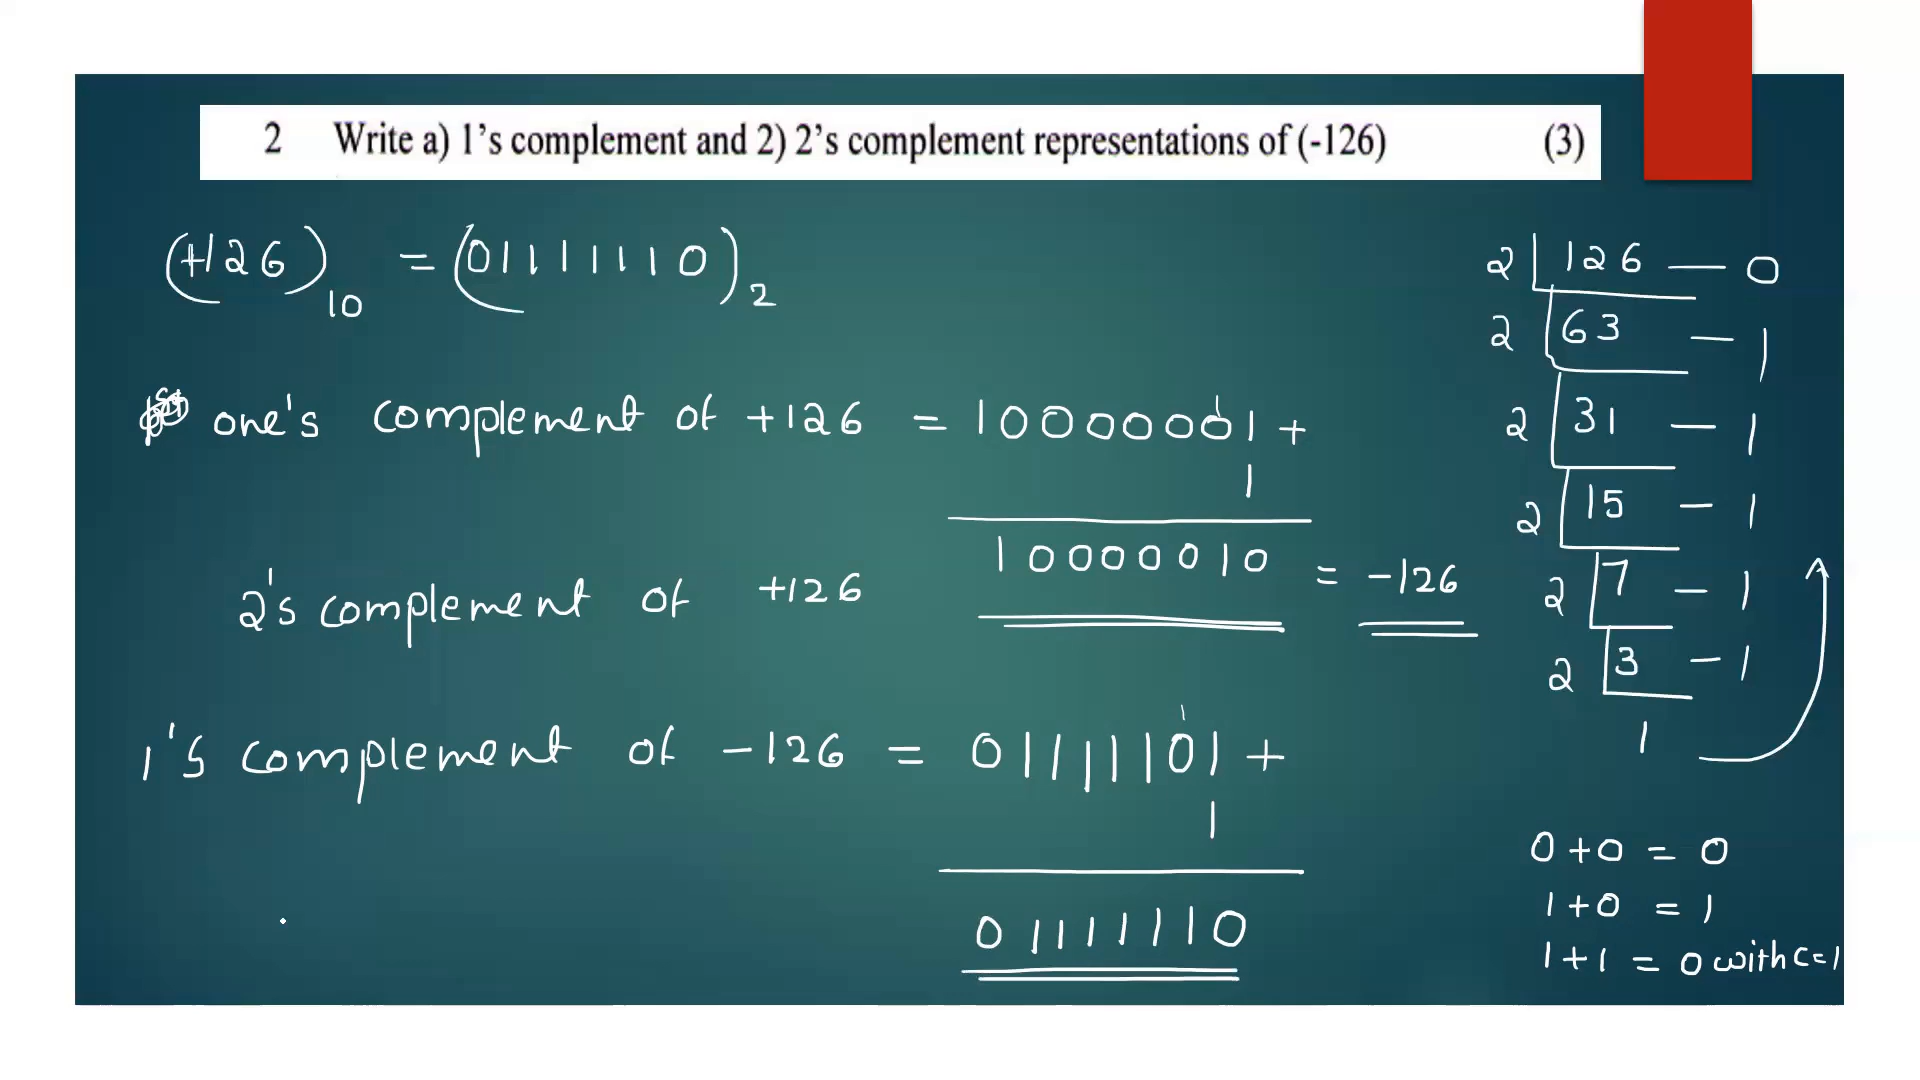 2 Write a) 1's complement and 2) 2's complement representations of (-126) (3)
(+126)10 = (01111110)2
one's complement of +126 = 10000001 +
1
10000010 = -126
2's complement of +126
1
1's complement of -126 = 01111101 +
1
01111110
2 126 — 0
2 63 — 1
2 31 — 1
2 15 — 1
2 7 — 1
2 3 — 1
1
0+0 = 0
1+0 = 1
1+1 = 0 with c=1